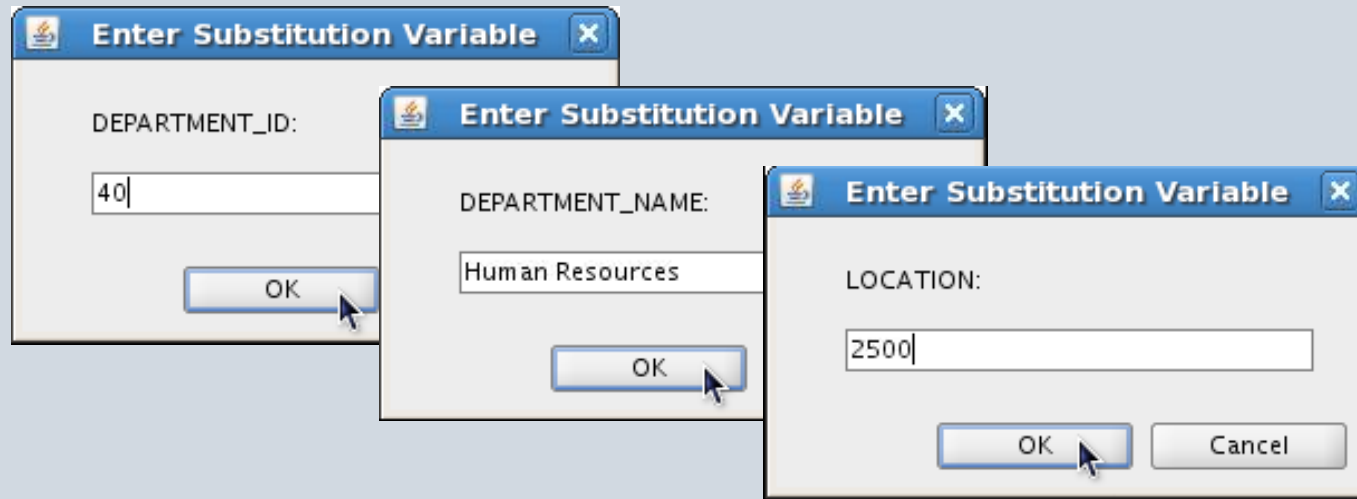 Enter Substitution Variable
DEPARTMENT_ID:
40
OK
Enter Substitution Variable
DEPARTMENT_NAME:
Human Resources
OK
Enter Substitution Variable
LOCATION:
2500
OK Cancel